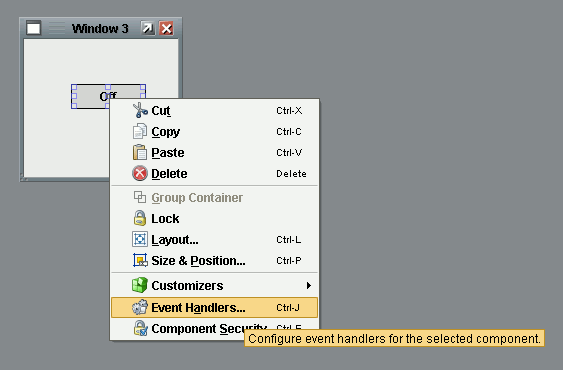 Window 3
Off
Cut Ctrl-X
Copy Ctrl-C
Paste Ctrl-V
Delete Delete
Group Container
Lock
Layout... Ctrl-L
Size & Position... Ctrl-P
Customizers
Event Handlers... Ctrl-J
Component Security
Configure event handlers for the selected component.